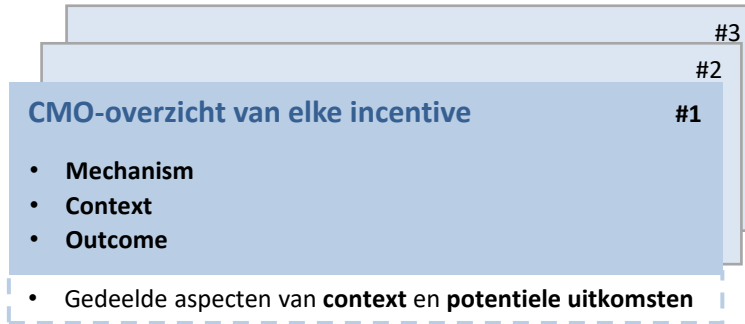 #3
#2
CMO-overzicht van elke incentive #1
• Mechanism
• Context
• Outcome
• Gedeelde aspecten van context en potentiele uitkomsten